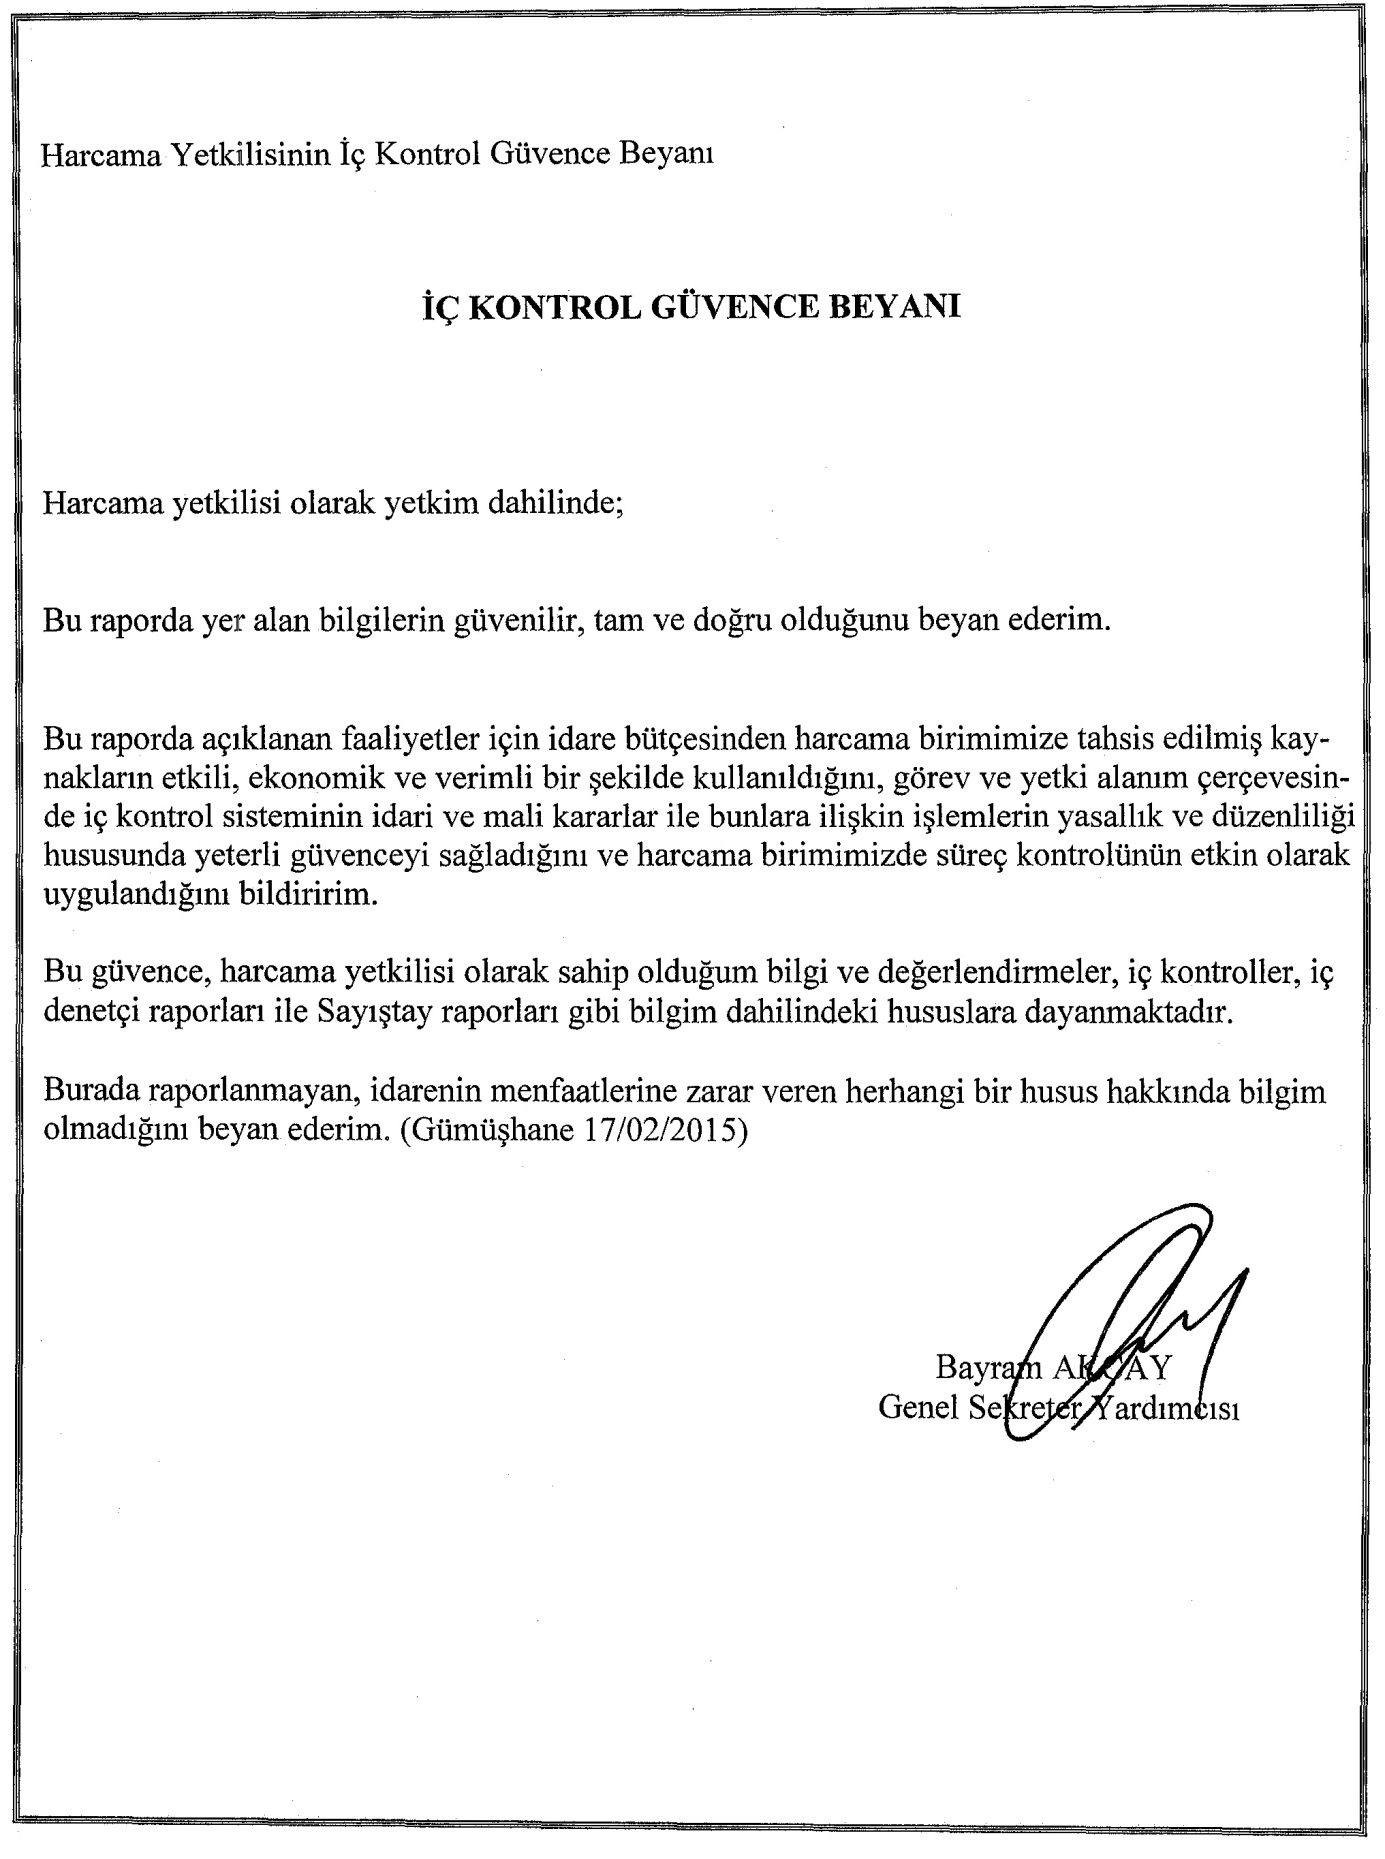 Harcama Yetkilisinin İç Kontrol Güvence Beyanı
İÇ KONTROL GÜVENCE BEYANI
Harcama yetkilisi olarak yetkim dahilinde;
Bu raporda yer alan bilgilerin güvenilir, tam ve doğru olduğunu beyan ederim.
Bu raporda açıklanan faaliyetler için idare bütçesinden harcama birimimize tahsis edilmiş kay-
nakların etkili, ekonomik ve verimli bir şekilde kullanıldığını, görev ve yetki alanım çerçevesin-
de iç kontrol sisteminin idari ve mali kararlar ile bunlara ilişkin işlemlerin yasallık ve düzenliliği
hususunda yeterli güvenceyi sağladığını ve harcama birimimizde süreç kontrolünün etkin olarak
uygulandığını bildiririm.
Bu güvence, harcama yetkilisi olarak sahip olduğum bilgi ve değerlendirmeler, iç kontroller, iç
denetçi raporları ile Sayıştay raporları gibi bilgim dahilindeki hususlara dayanmaktadır.
Burada raporlanmayan, idarenin menfaatlerine zarar veren herhangi bir husus hakkında bilgim
olmadığını beyan ederim. (Gümüşhane 17/02/2015)
Bayram AKÇAY
Genel Sekreter Yardımcısı